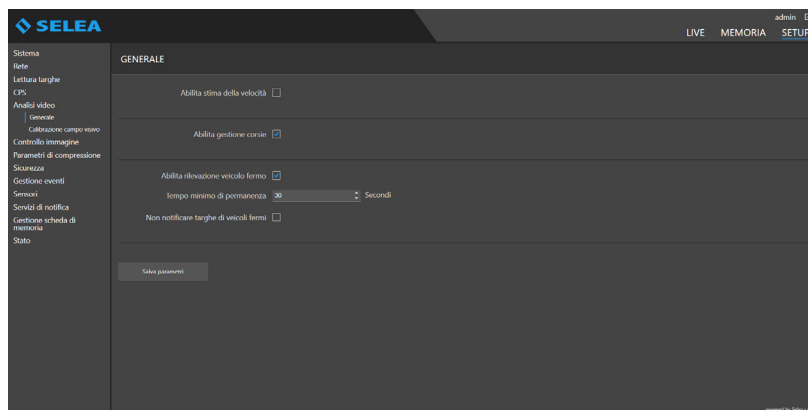 SELEA
admin
LIVE MEMORIA SETUP
Sistema
Rete
Lettura targhe
CPS
Analisi video
Generale
Calibrazione campo visivo
Controllo immagine
Parametri di compressione
Sicurezza
Gestione eventi
Sensori
Servizi di notifica
Gestione scheda di
memoria
Stato
GENERALE
Abilita stima della velocità
Abilita gestione corsie
Abilita rilevazione veicolo fermo
Tempo minimo di permanenza 30 Secondi
Non notificare targhe di veicoli fermi
Salva parametri
powered by Selea